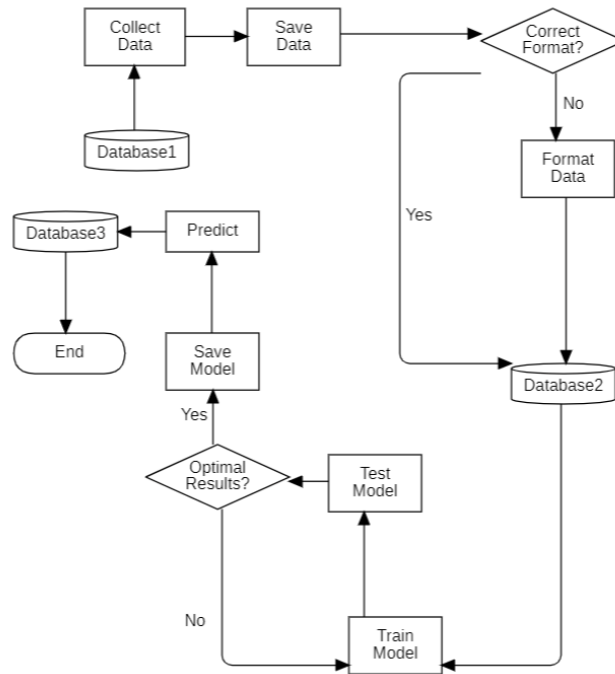 Collect
Data
Save
Data
Correct
Format?
No
Database1
Format
Data
Yes
Database3
Predict
End
Save
Model
Database2
Yes
Optimal
Results?
Test
Model
No
Train
Model